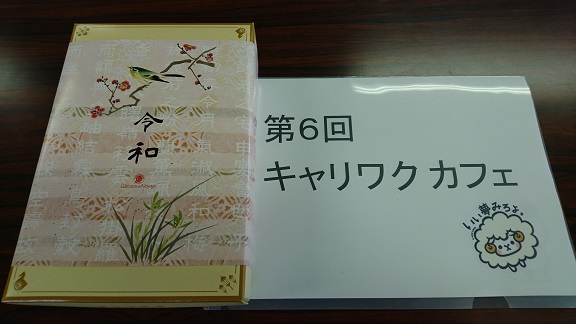 令和
第6回
キャリワク カフェ
いい夢みろよ。